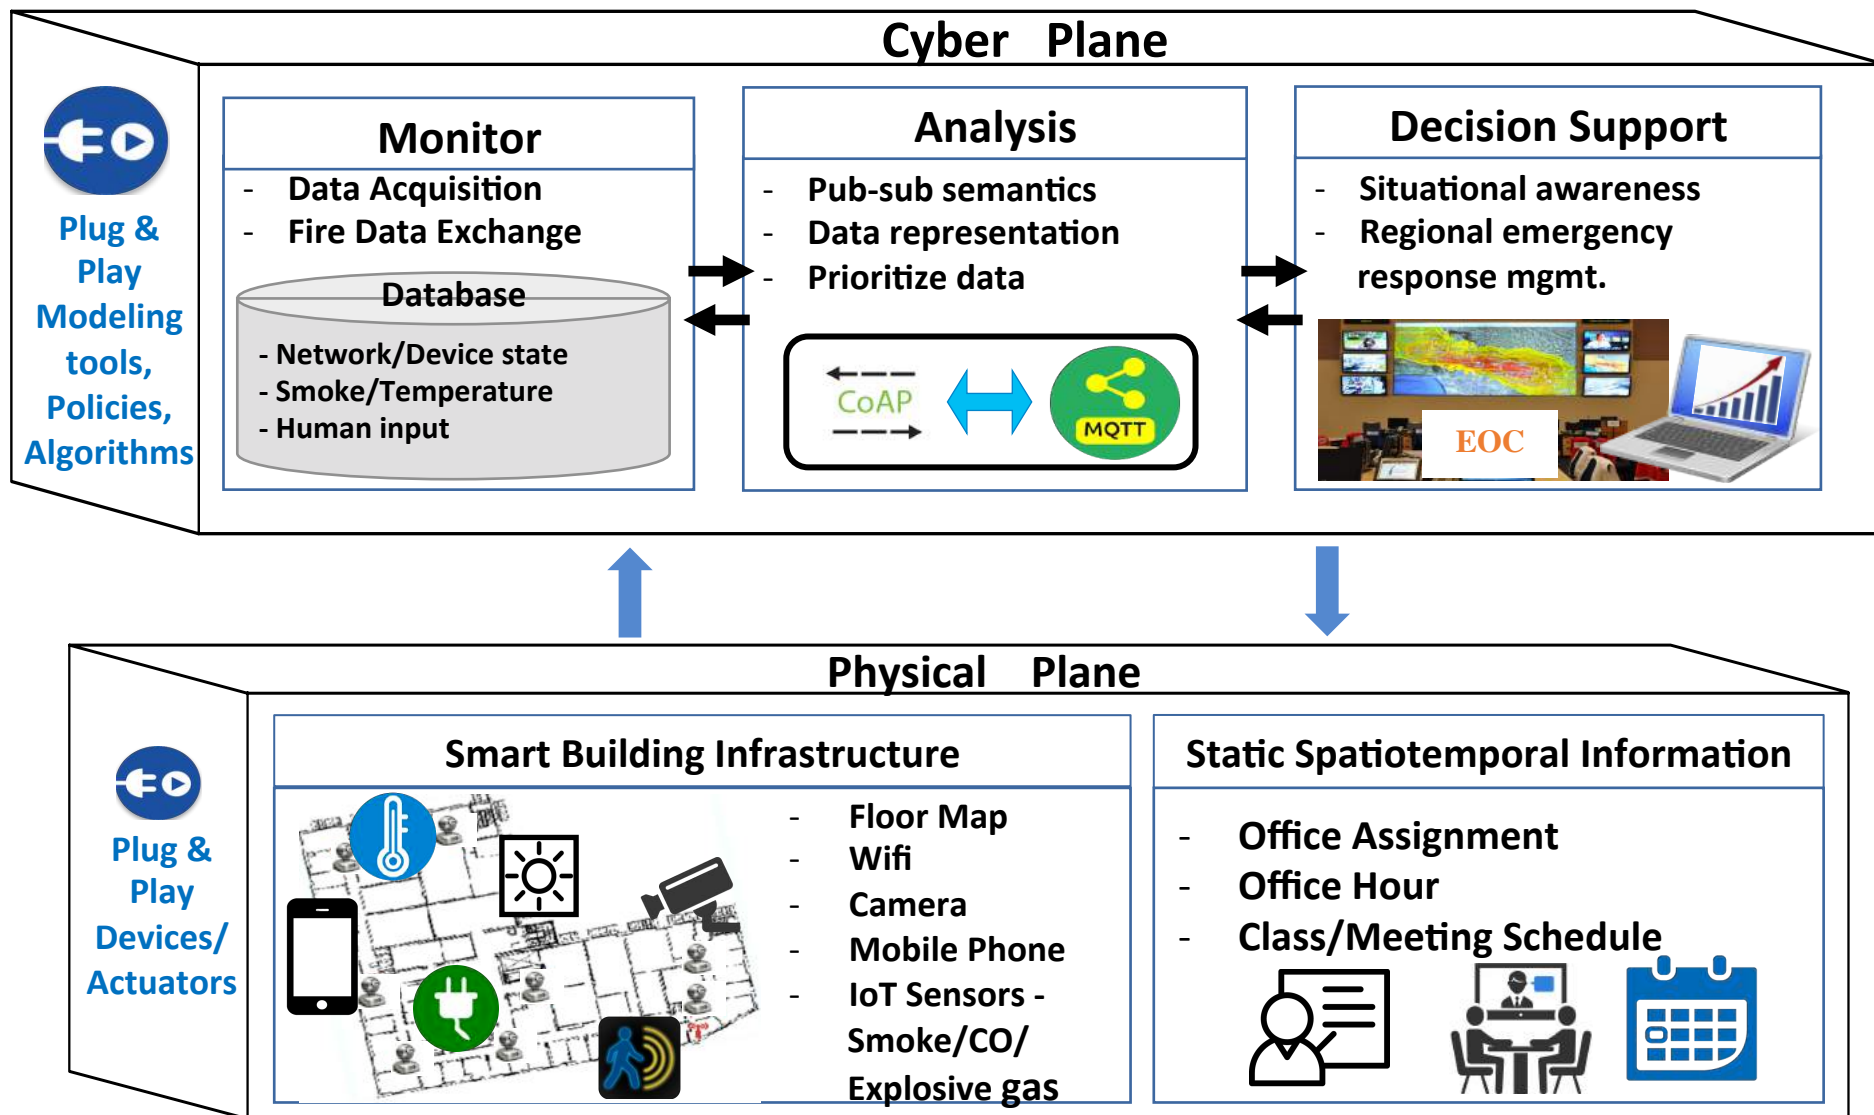 Cyber Plane
Plug &
Play
Modeling
tools,
Policies,
Algorithms
Monitor
- Data Acquisition
- Fire Data Exchange
Database
- Network/Device state
- Smoke/Temperature
- Human input
Analysis
- Pub-sub semantics
- Data representation
- Prioritize data
CoAP
MQTT
Decision Support
- Situational awareness
- Regional emergency
response mgmt.
EOC
Physical Plane
Plug &
Play
Devices/
Actuators
Smart Building Infrastructure
- Floor Map
- Wifi
- Camera
- Mobile Phone
- IoT Sensors -
Smoke/CO/
Explosive gas
Static Spatiotemporal Information
- Office Assignment
- Office Hour
- Class/Meeting Schedule